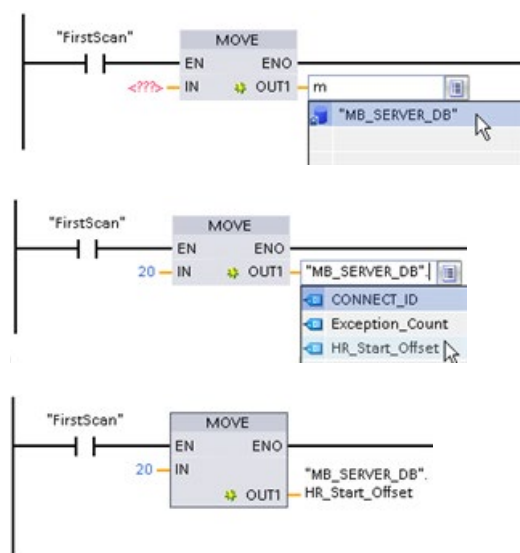 "FirstScan"
MOVE
EN ENO
<???> IN OUT1 m
"MB_SERVER_DB"
"FirstScan"
MOVE
EN ENO
20 IN OUT1 "MB_SERVER_DB".
CONNECT_ID
Exception_Count
HR_Start_Offset
"FirstScan"
MOVE
EN ENO
20 IN
"MB_SERVER_DB".
OUT1 HR_Start_Offset